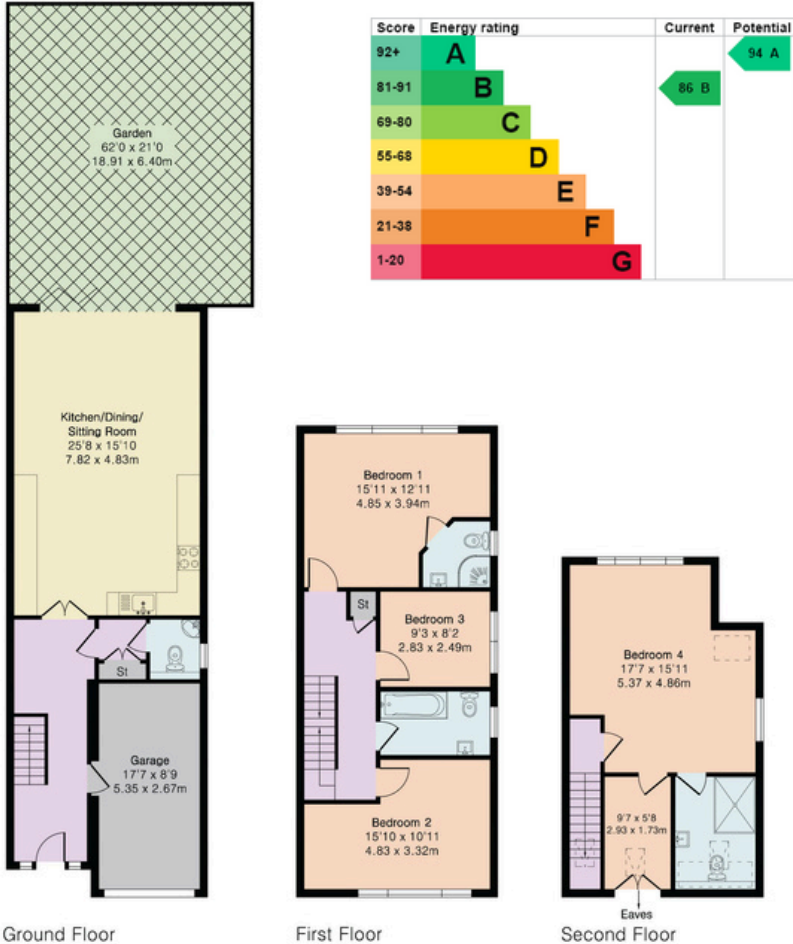 Score Energy rating Current Potential
92+ A 94 A
81-91 B 86 B
69-80 C
55-68 D
39-54 E
21-38 F
1-20 G
Garden
62'0 x 21'0
18.91 x 6.40m
Kitchen/Dining/
Sitting Room
25'8 x 15'10
7.82 x 4.83m
St
Garage
17'7 x 8'9
5.35 x 2.67m
Ground Floor
Bedroom 1
15'11 x 12'11
4.85 x 3.94m
St
Bedroom 3
9'3 x 8'2
2.83 x 2.49m
Bedroom 2
15'10 x 10'11
4.83 x 3.32m
First Floor
Bedroom 4
17'7 x 15'11
5.37 x 4.86m
9'7 x 5'8
2.93 x 1.73m
Eaves
Second Floor